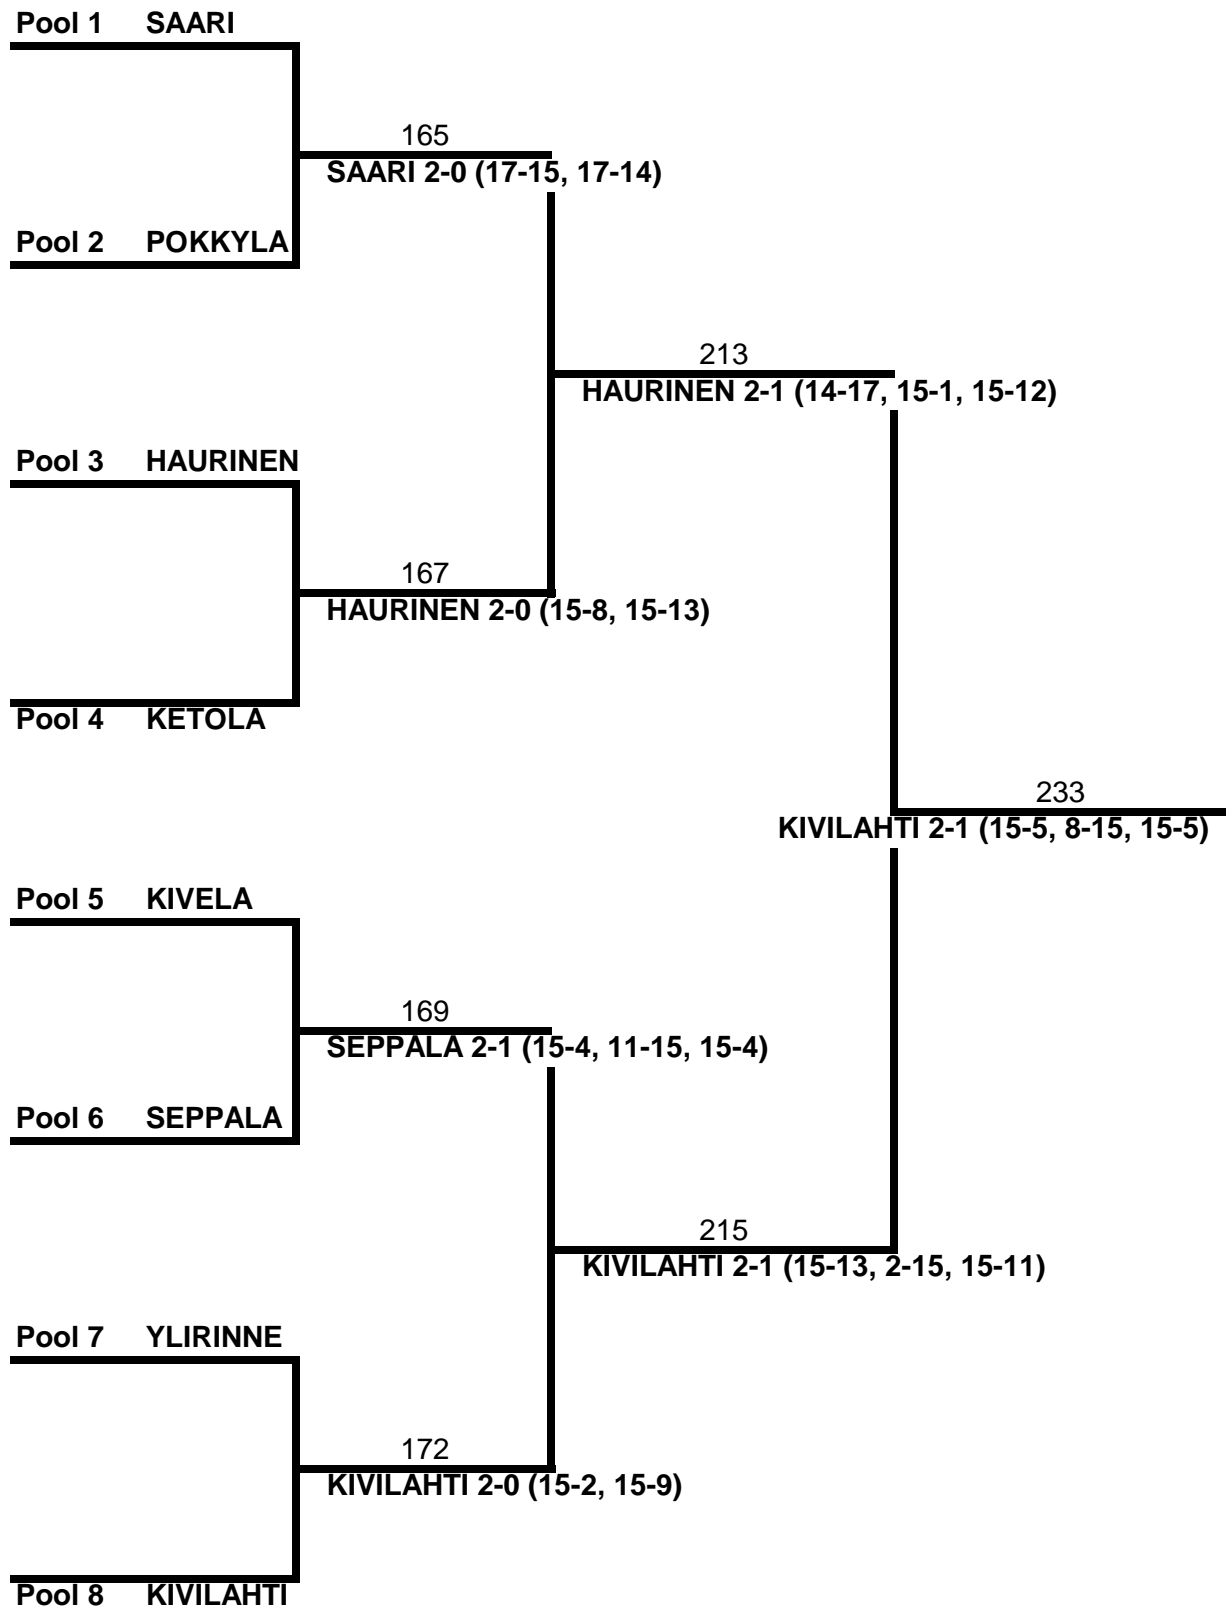 Pool 1 SAARI
165
SAARI 2-0 (17-15, 17-14)
Pool 2 POKKYLA
213
HAURINEN 2-1 (14-17, 15-1, 15-12)
Pool 3 HAURINEN
167
HAURINEN 2-0 (15-8, 15-13)
Pool 4 KETOLA
233
KIVILAHTI 2-1 (15-5, 8-15, 15-5)
Pool 5 KIVELA
169
SEPPALA 2-1 (15-4, 11-15, 15-4)
Pool 6 SEPPALA
215
KIVILAHTI 2-1 (15-13, 2-15, 15-11)
Pool 7 YLIRINNE
172
KIVILAHTI 2-0 (15-2, 15-9)
Pool 8 KIVILAHTI